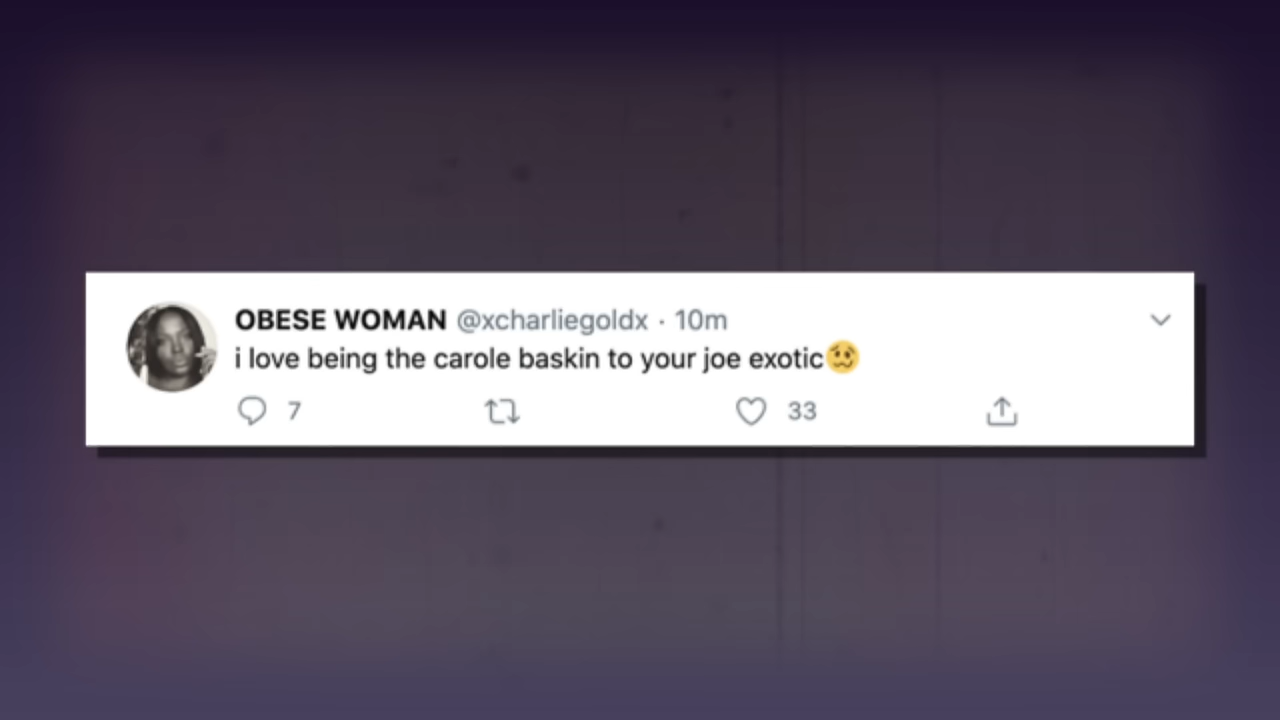 OBESE WOMAN @xcharliegoldx · 10m
i love being the carole baskin to your joe exotic🥴
7 33